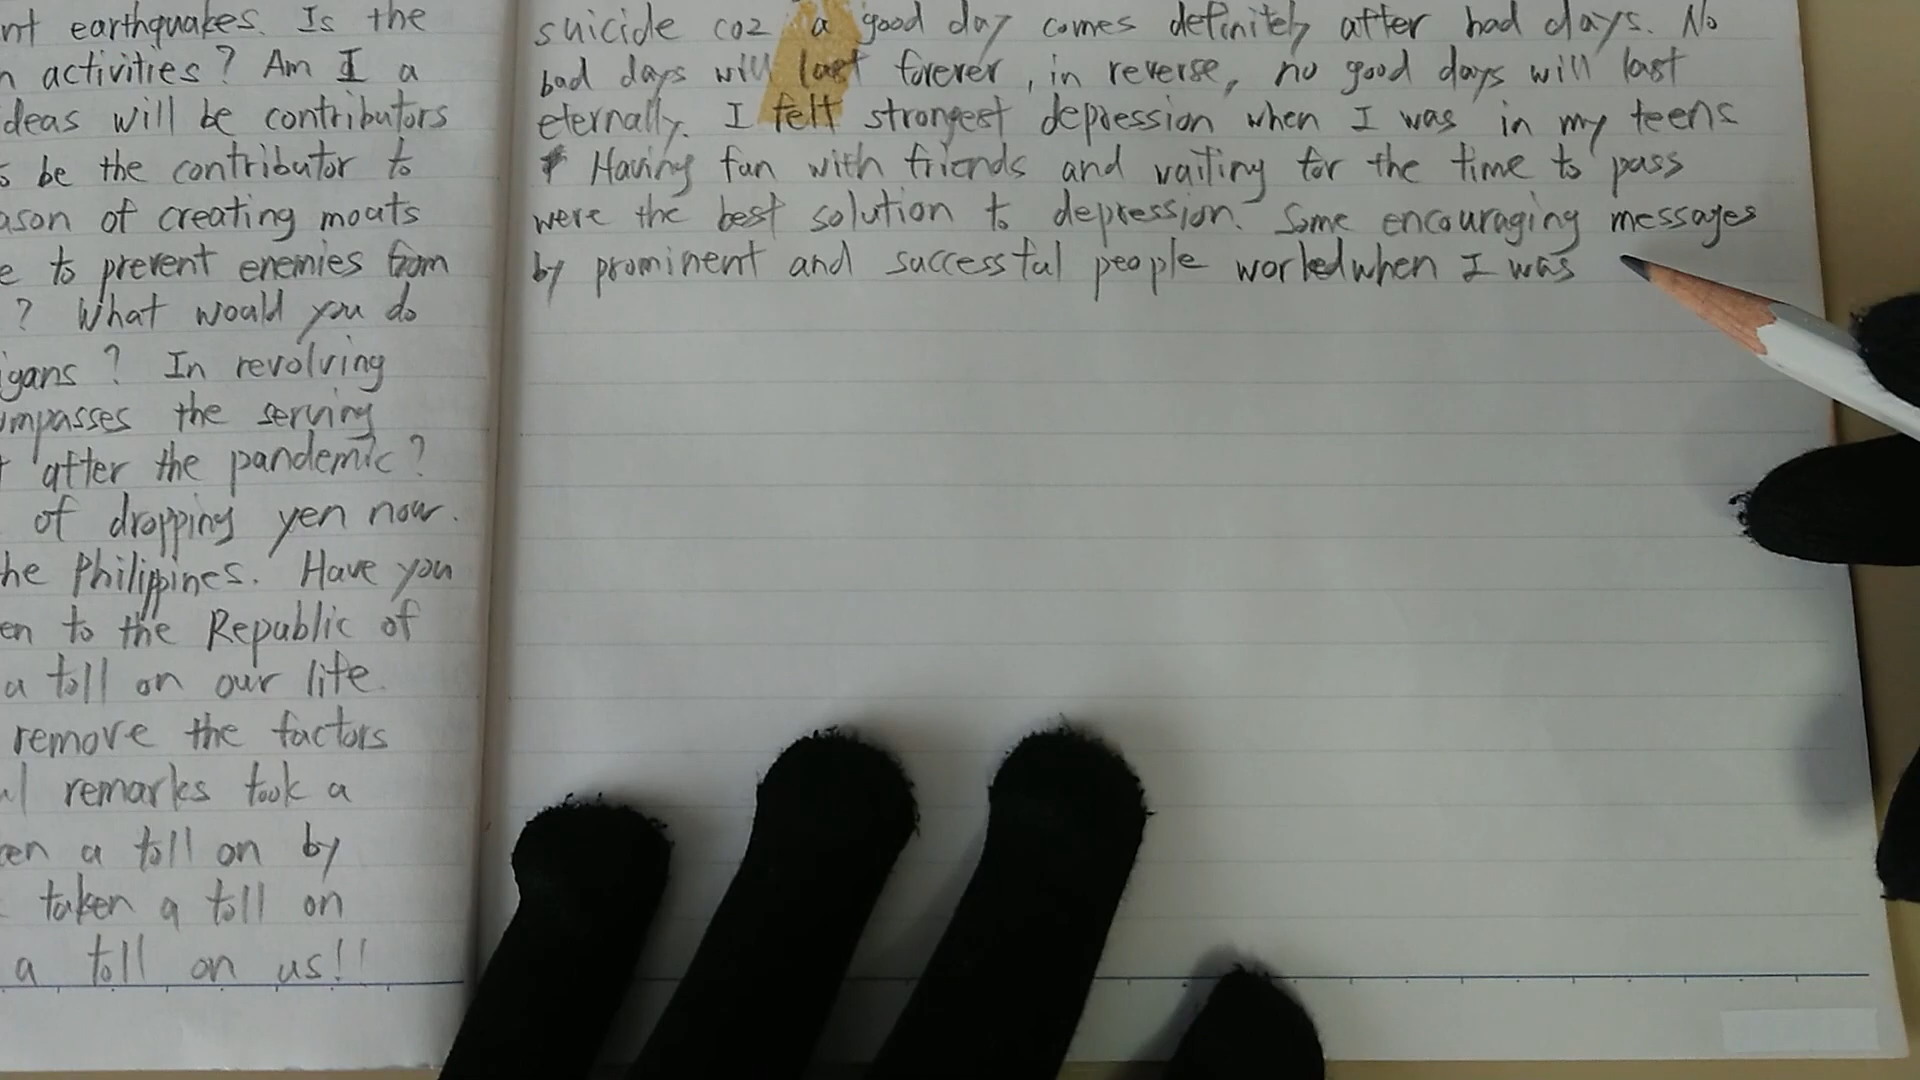 nt earthquakes. Is the
n activities? Am I a
deas will be contributors
s be the contributor to
ason of creating moats
e to prevent enemies from
? What would you do
igans? In revolving
mpasses the serving
t after the pandemic?
of dropping yen now.
he Philippines. Have you
en to the Republic of
a toll on our life.
remove the factors
l remarks took a
en a toll on by
taken a toll on
a toll on us!!
suicide coz a good day comes definitely after bad days. No
bad days will last forever, in reverse, no good days will last
eternally. I felt strongest depression when I was in my teens
Having fun with friends and vaiting for the time to pass
were the best solution to depression. Some encouraging messages
by prominent and successful people worked when I was